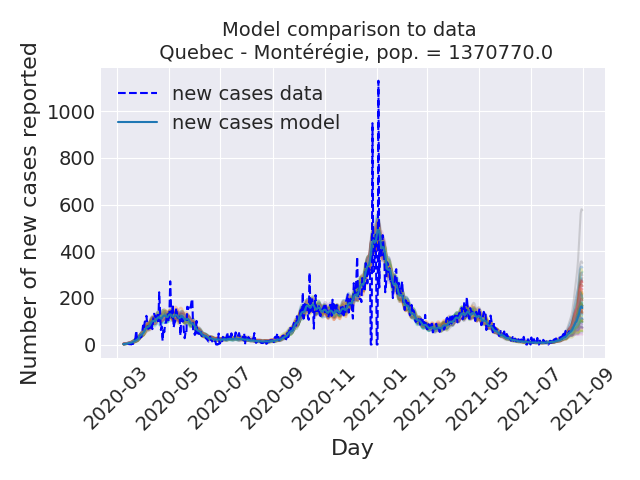 Model comparison to data
Quebec - Montérégie, pop. = 1370770.0
Number of new cases reported
1000
800
600
400
200
0
new cases data
new cases model
2020-03
2020-05
2020-07
2020-09
2020-11
2021-01
2021-03
2021-05
2021-07
2021-09
Day